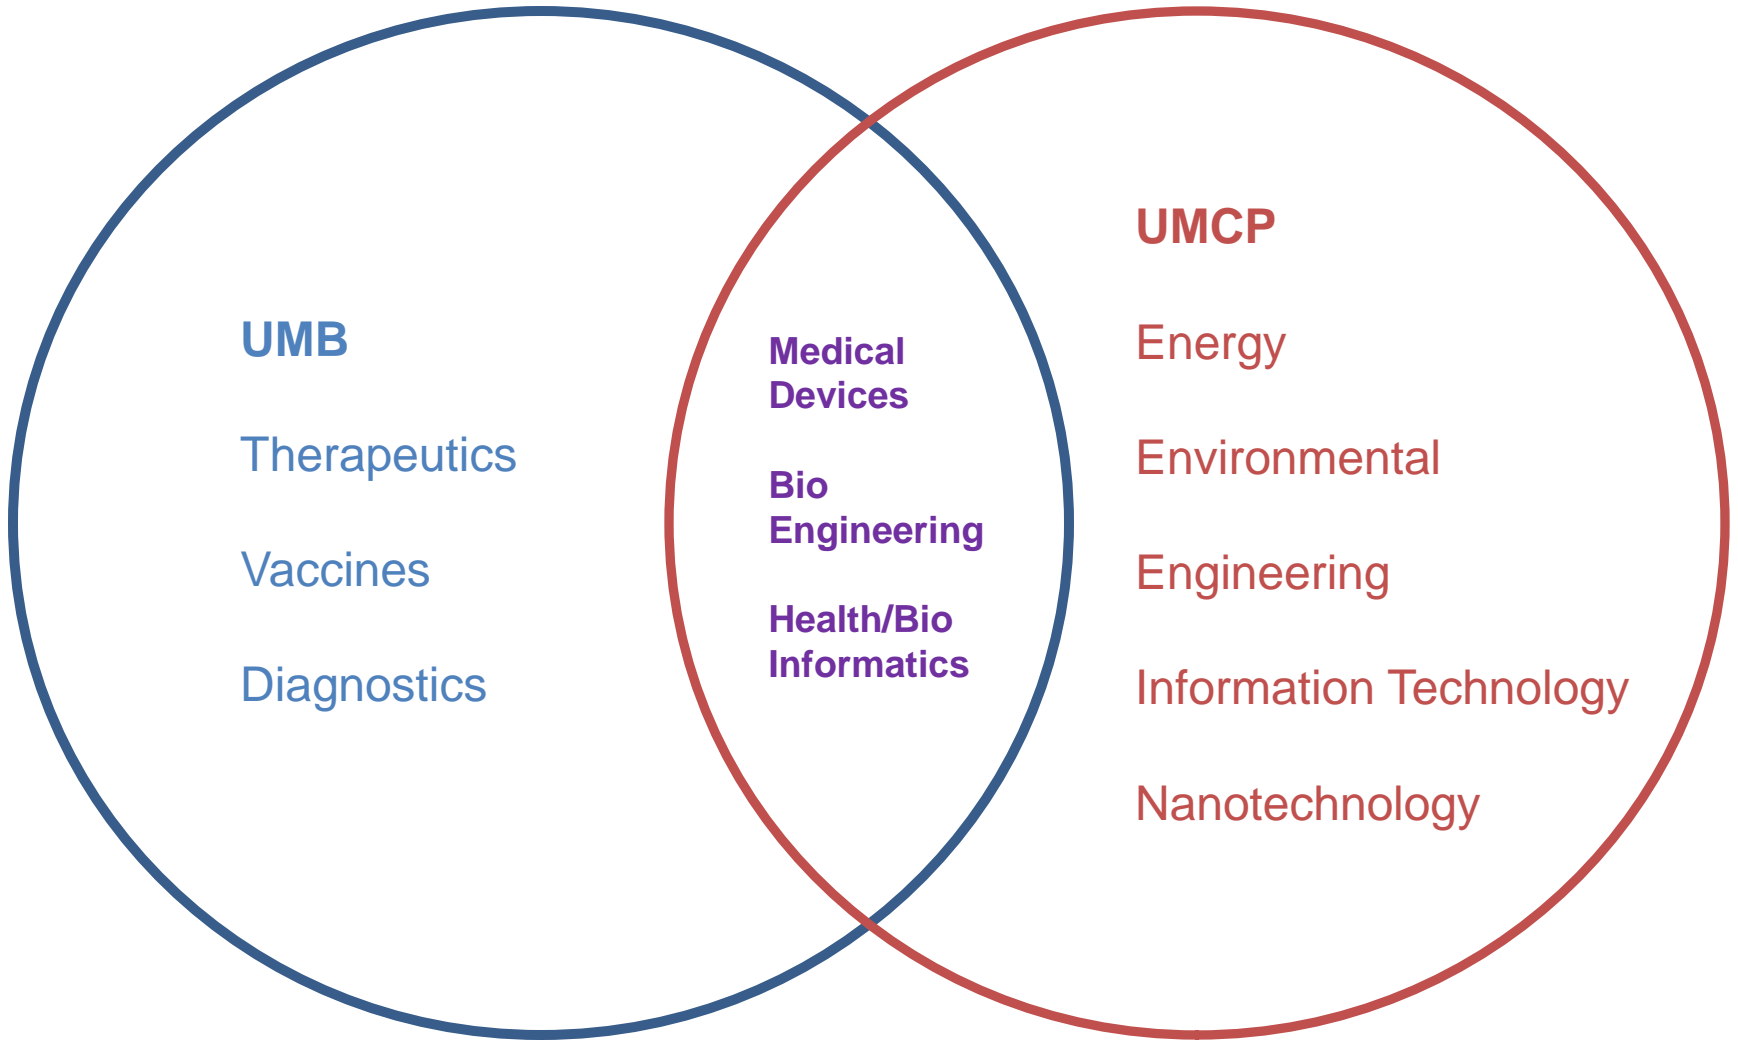 UMB
Therapeutics
Vaccines
Diagnostics
Medical
Devices
Bio
Engineering
Health/Bio
Informatics
UMCP
Energy
Environmental
Engineering
Information Technology
Nanotechnology